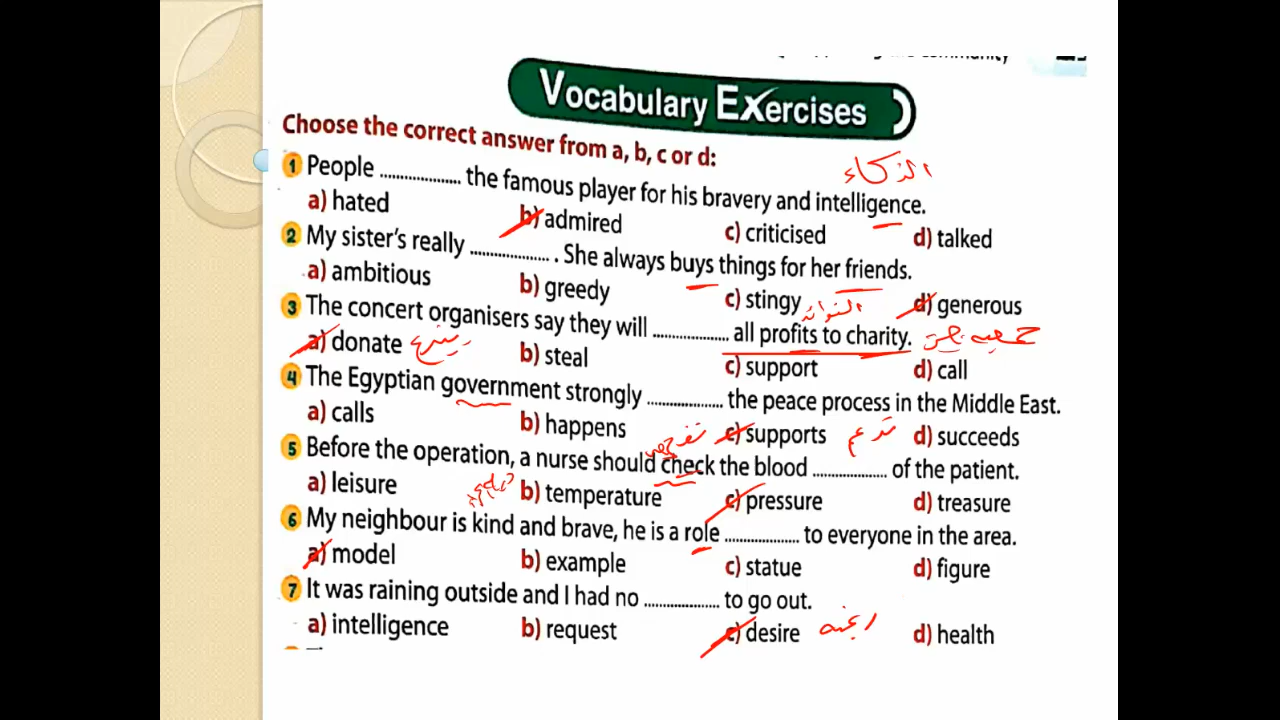 community
Vocabulary Exercises
Choose the correct answer from a, b, c or d:
الذكاء
1 People ................... the famous player for his bravery and intelligence.
a) hated b) admired c) criticised d) talked
2 My sister's really ................... . She always buys things for her friends.
a) ambitious b) greedy c) stingy d) generous
3 The concert organisers say they will ................... all profits to charity.
a) donate b) steal c) support d) call
4 The Egyptian government strongly ................... the peace process in the Middle East.
a) calls b) happens c) supports تدعم d) succeeds
5 Before the operation, a nurse should check the blood ................... of the patient.
a) leisure b) temperature c) pressure d) treasure
6 My neighbour is kind and brave, he is a role ................... to everyone in the area.
a) model b) example c) statue d) figure
7 It was raining outside and I had no ................... to go out.
a) intelligence b) request c) desire رغبة d) health